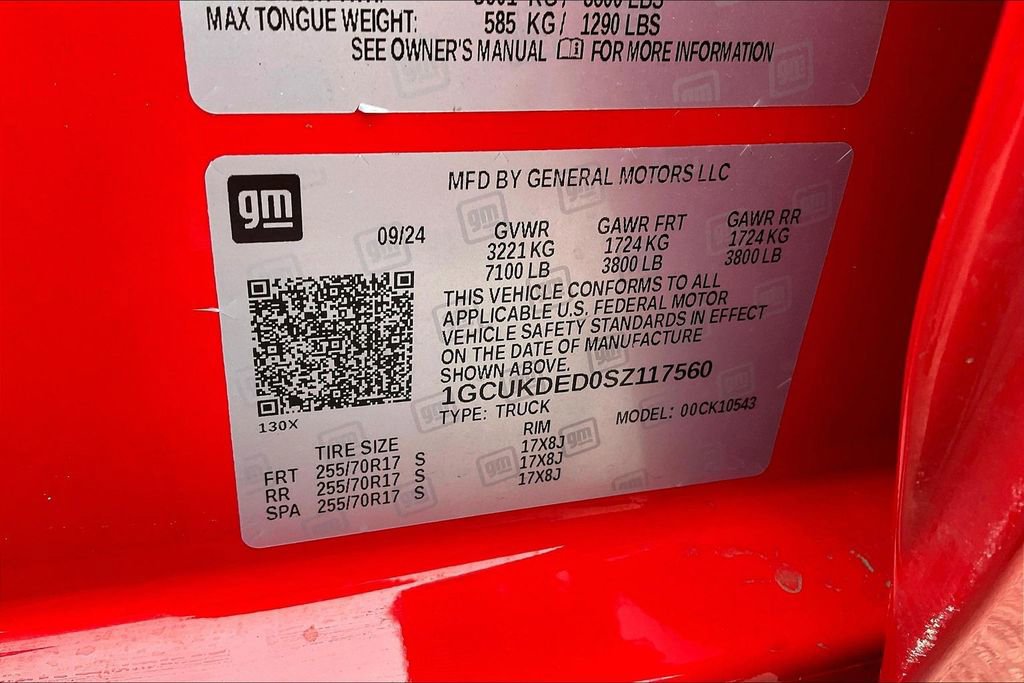 MAX TONGUE WEIGHT: 585 KG / 1290 LBS
SEE OWNER'S MANUAL FOR MORE INFORMATION
gm
MFD BY GENERAL MOTORS LLC
09/24
GVWR GAWR FRT GAWR RR
3221 KG 1724 KG 1724 KG
7100 LB 3800 LB 3800 LB
THIS VEHICLE CONFORMS TO ALL
APPLICABLE U.S. FEDERAL MOTOR
VEHICLE SAFETY STANDARDS IN EFFECT
ON THE DATE OF MANUFACTURE
SHOWN ABOVE.
1GCUKDED0SZ117560
TYPE: TRUCK MODEL: 00CK10543
130X
TIRE SIZE RIM
FRT 255/70R17 S 17X8J
RR 255/70R17 S 17X8J
SPA 255/70R17 S 17X8J